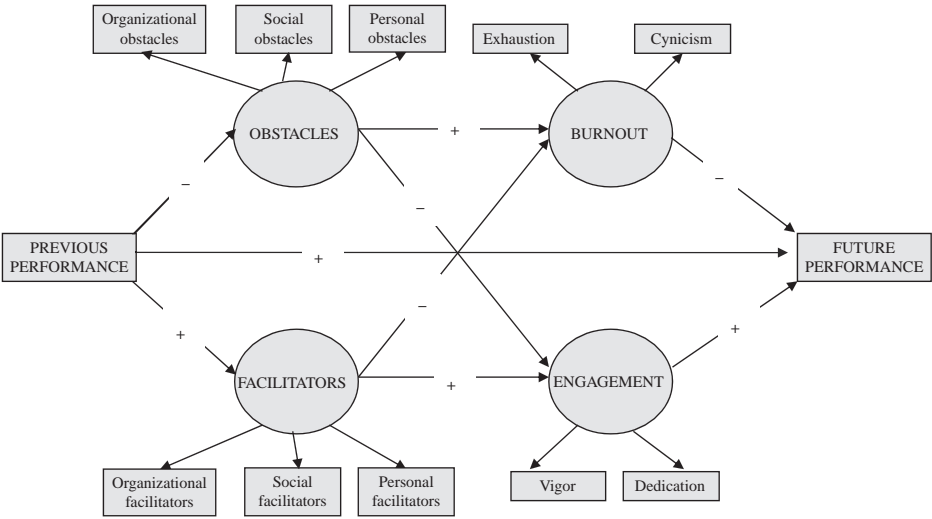 Organizational
obstacles
Social
obstacles
Personal
obstacles
Exhaustion
Cynicism
OBSTACLES
+
BURNOUT
–
–
–
PREVIOUS
PERFORMANCE
+
FUTURE
PERFORMANCE
–
+
+
FACILITATORS
+
ENGAGEMENT
Organizational
facilitators
Social
facilitators
Personal
facilitators
Vigor
Dedication